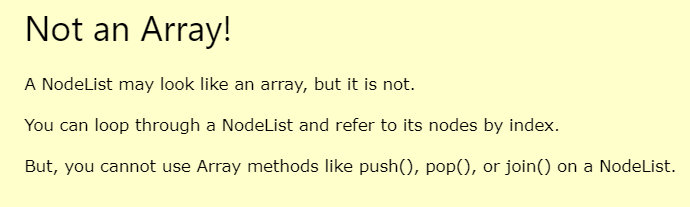 Not an Array!
A NodeList may look like an array, but it is not.
You can loop through a NodeList and refer to its nodes by index.
But, you cannot use Array methods like push(), pop(), or join() on a NodeList.